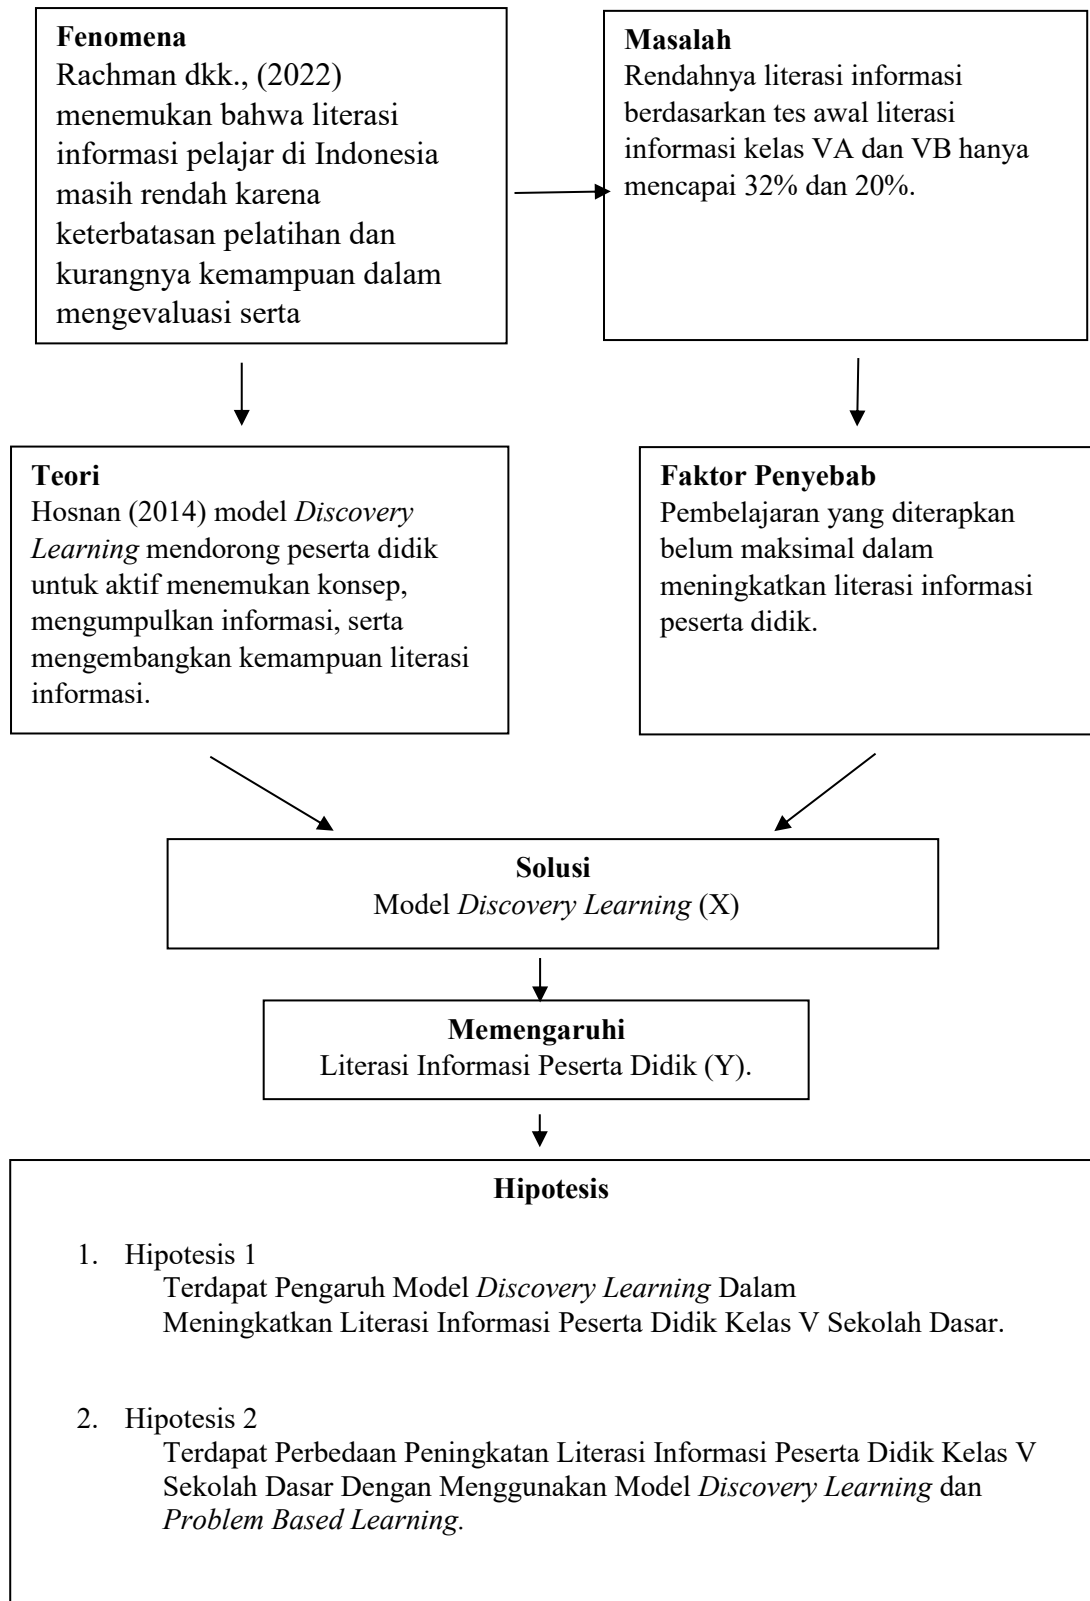 Fenomena
Rachman dkk., (2022)
menemukan bahwa literasi
informasi pelajar di Indonesia
masih rendah karena
keterbatasan pelatihan dan
kurangnya kemampuan dalam
mengevaluasi serta
Masalah
Rendahnya literasi informasi
berdasarkan tes awal literasi
informasi kelas VA dan VB hanya
mencapai 32% dan 20%.
Teori
Hosnan (2014) model Discovery
Learning mendorong peserta didik
untuk aktif menemukan konsep,
mengumpulkan informasi, serta
mengembangkan kemampuan literasi
informasi.
Faktor Penyebab
Pembelajaran yang diterapkan
belum maksimal dalam
meningkatkan literasi informasi
peserta didik.
Solusi
Model Discovery Learning (X)
Memengaruhi
Literasi Informasi Peserta Didik (Y).
Hipotesis
1. Hipotesis 1
Terdapat Pengaruh Model Discovery Learning Dalam
Meningkatkan Literasi Informasi Peserta Didik Kelas V Sekolah Dasar.
2. Hipotesis 2
Terdapat Perbedaan Peningkatan Literasi Informasi Peserta Didik Kelas V
Sekolah Dasar Dengan Menggunakan Model Discovery Learning dan
Problem Based Learning.